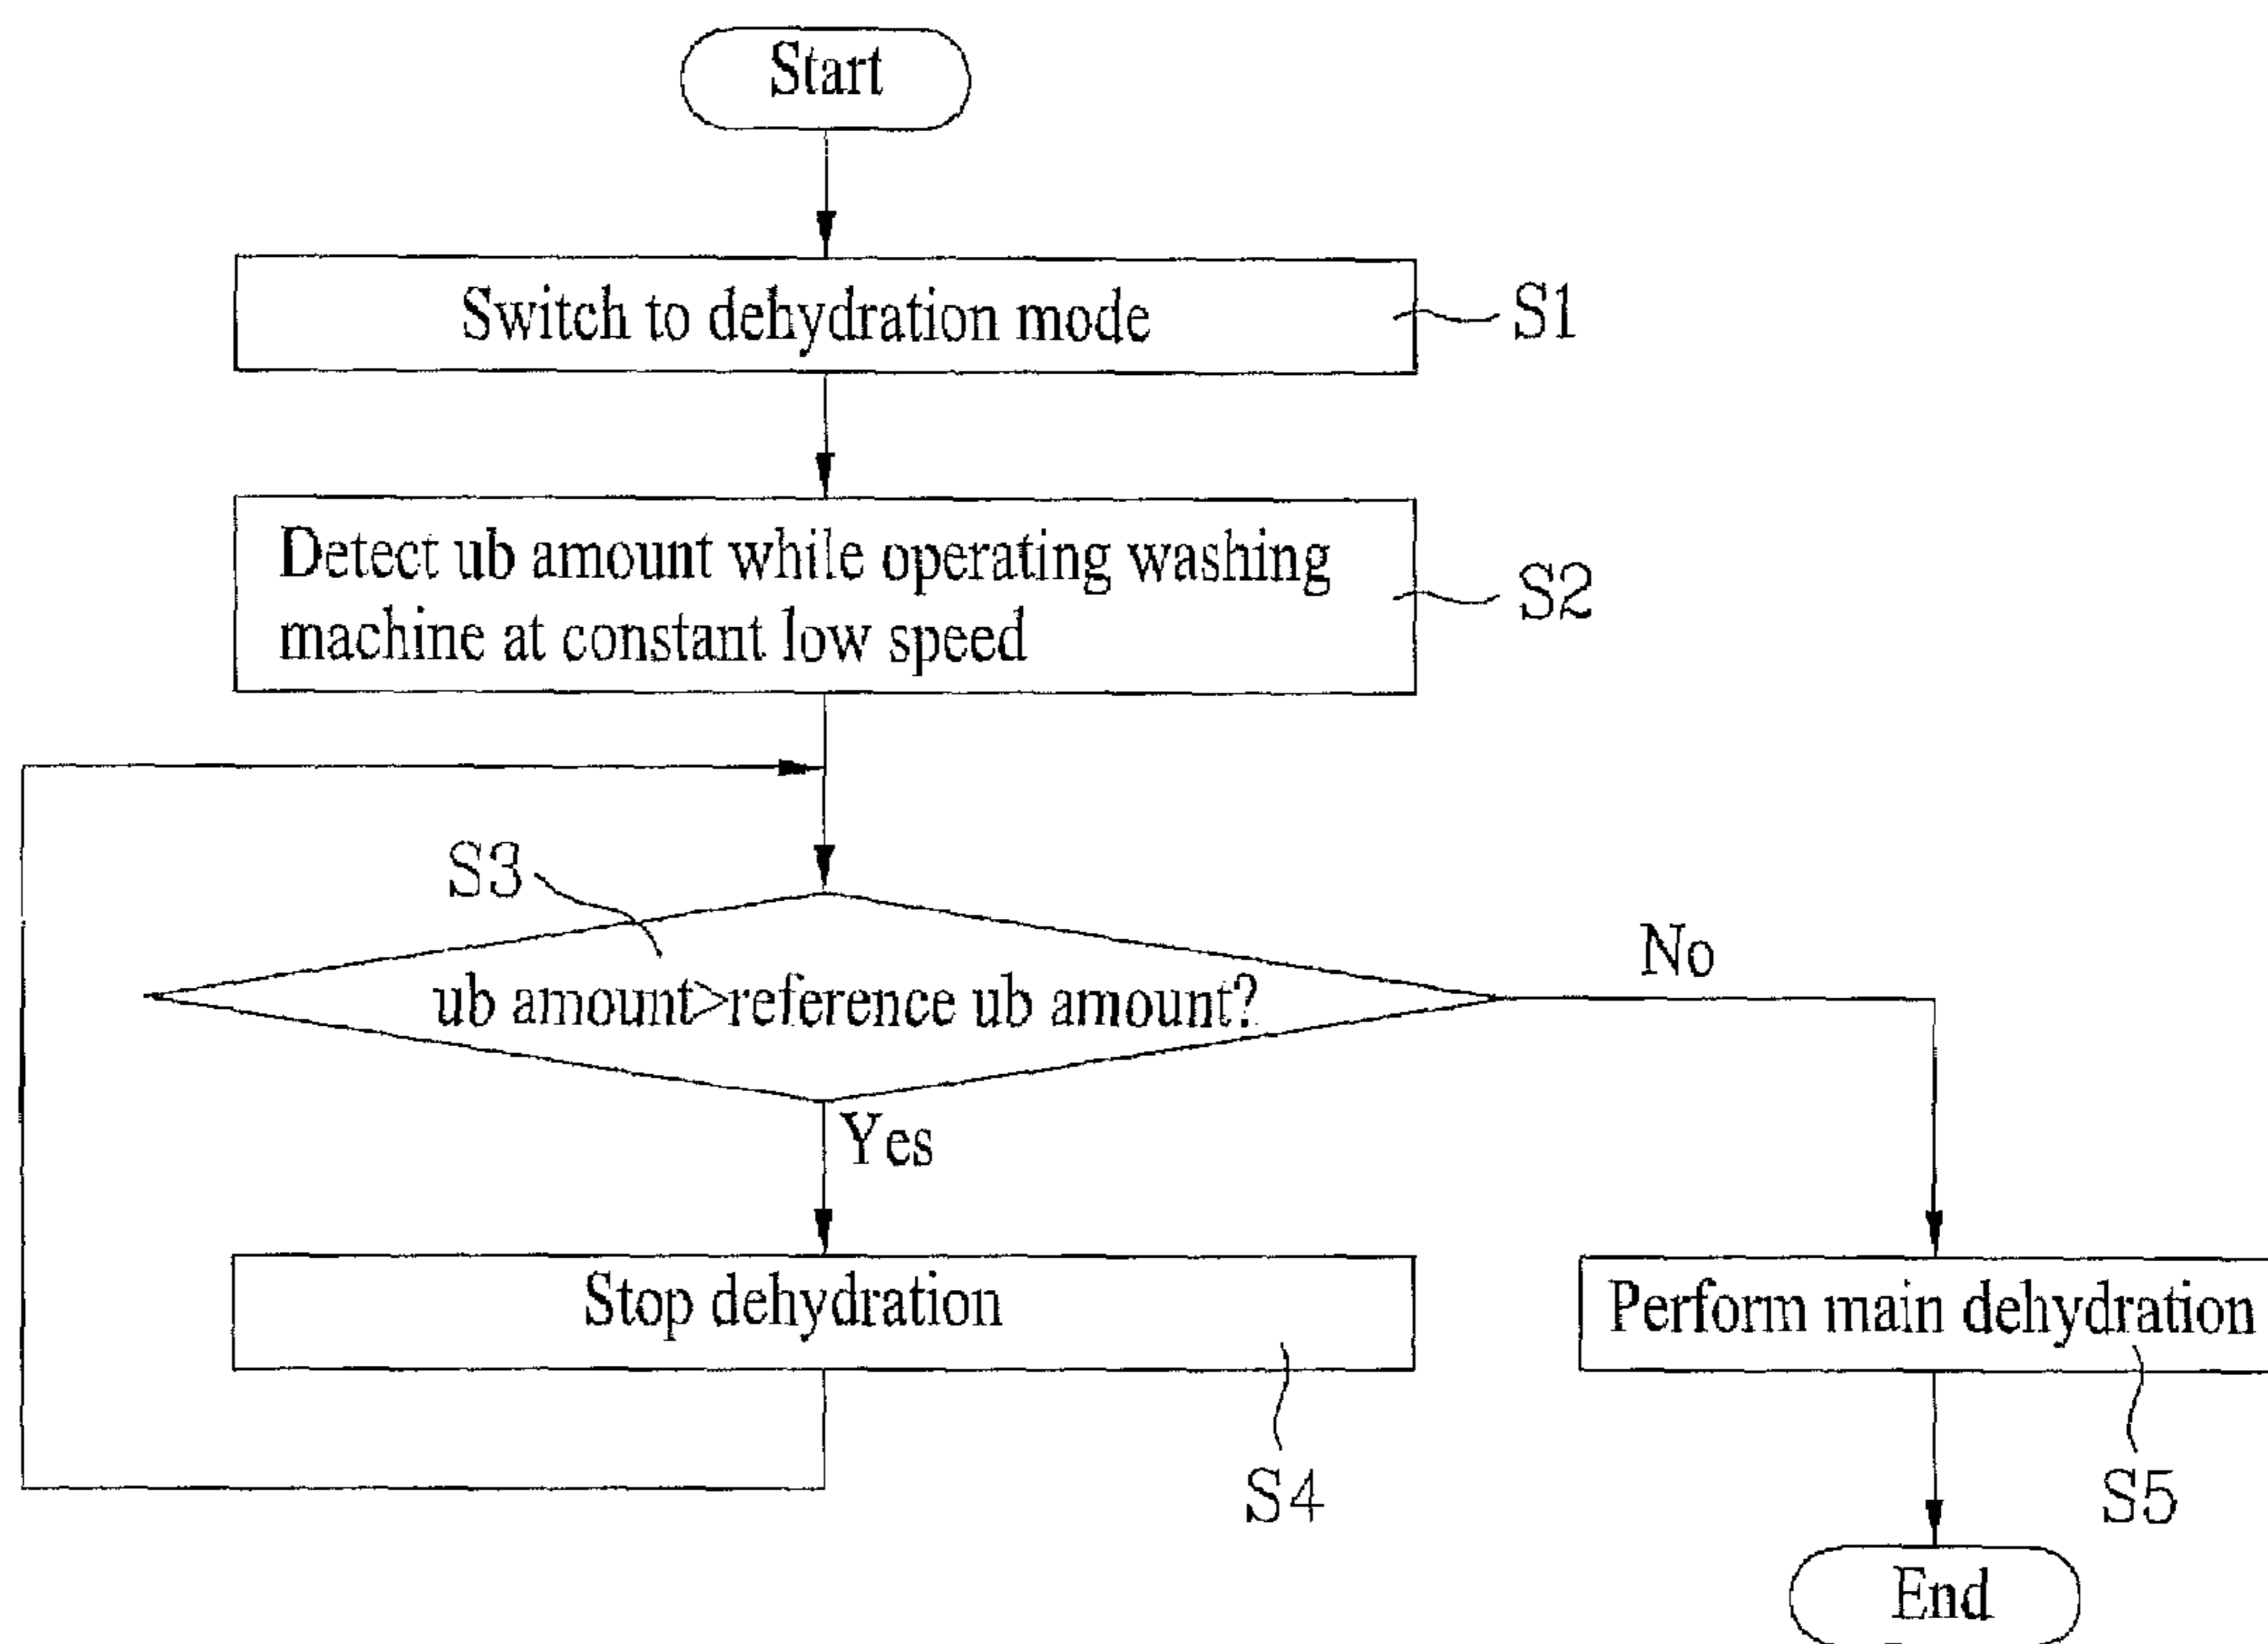 Start
Switch to dehydration mode
S1
Detect ub amount while operating washing
machine at constant low speed
S2
S3
ub amount>reference ub amount?
No
Yes
Stop dehydration
S4
Perform main dehydration
S5
End